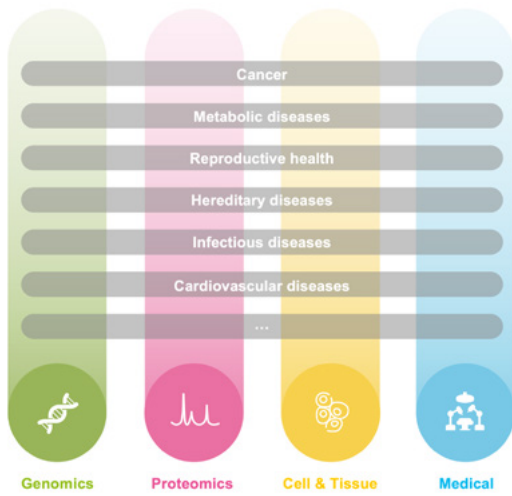 Cancer
Metabolic diseases
Reproductive health
Hereditary diseases
Infectious diseases
Cardiovascular diseases
...
Genomics Proteomics Cell & Tissue Medical